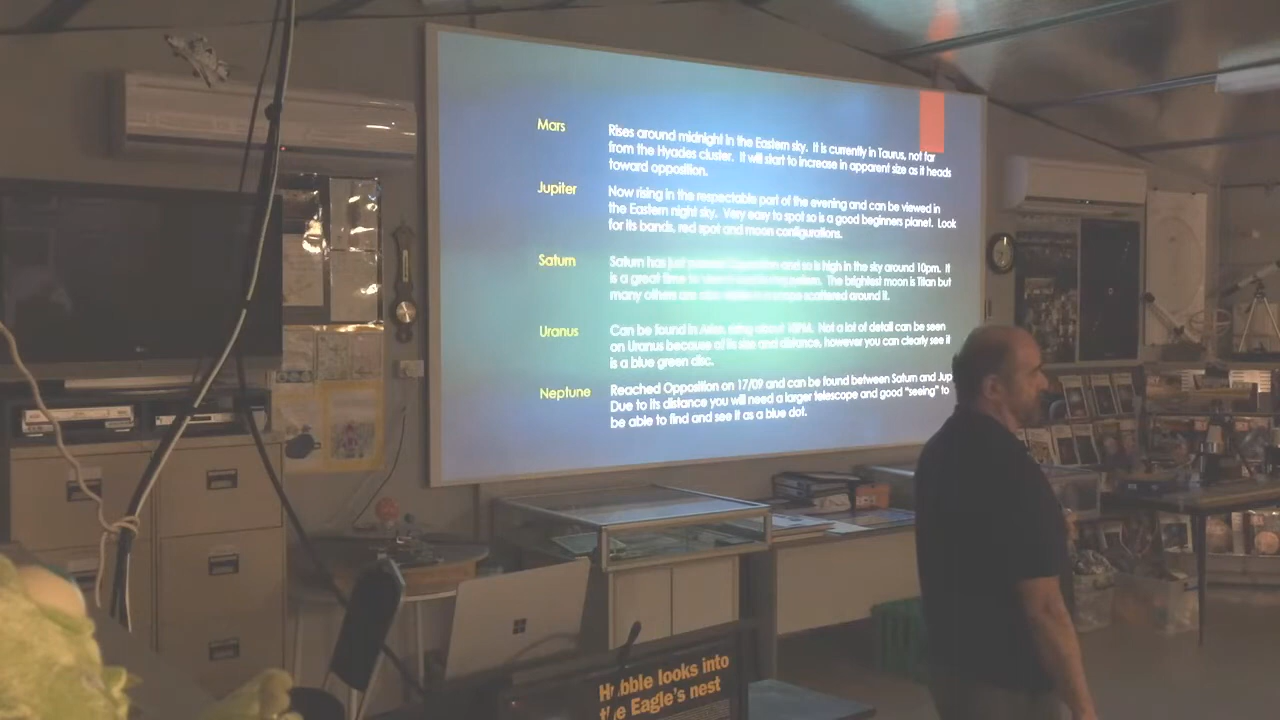 Mars
Rises around midnight in the Eastern sky. It is currently in Taurus, not far
from the Hyades cluster. It will start to increase in apparent size as it heads
toward opposition.
Jupiter
Now rising in the respectable part of the evening and can be viewed in
the Eastern night sky. Very easy to spot so is a good beginners planet. Look
for its bands, red spot and moon configurations.
Saturn
Saturn has just passed opposition and so is high in the sky around 10pm. It
is a great time to. The brightest moon is Titan but
many others are scattered around it.
Uranus
Can be found in Aries, rising about 10PM. Not a lot of detail can be seen
on Uranus because of its size and distance, however you can clearly see it
is a blue green disc.
Neptune
Reached Opposition on 17/09 and can be found between Saturn and Jup
Due to its distance you will need a larger telescope and good "seeing" to
be able to find and see it as a blue dot.
Hubble looks into
the Eagle's nest